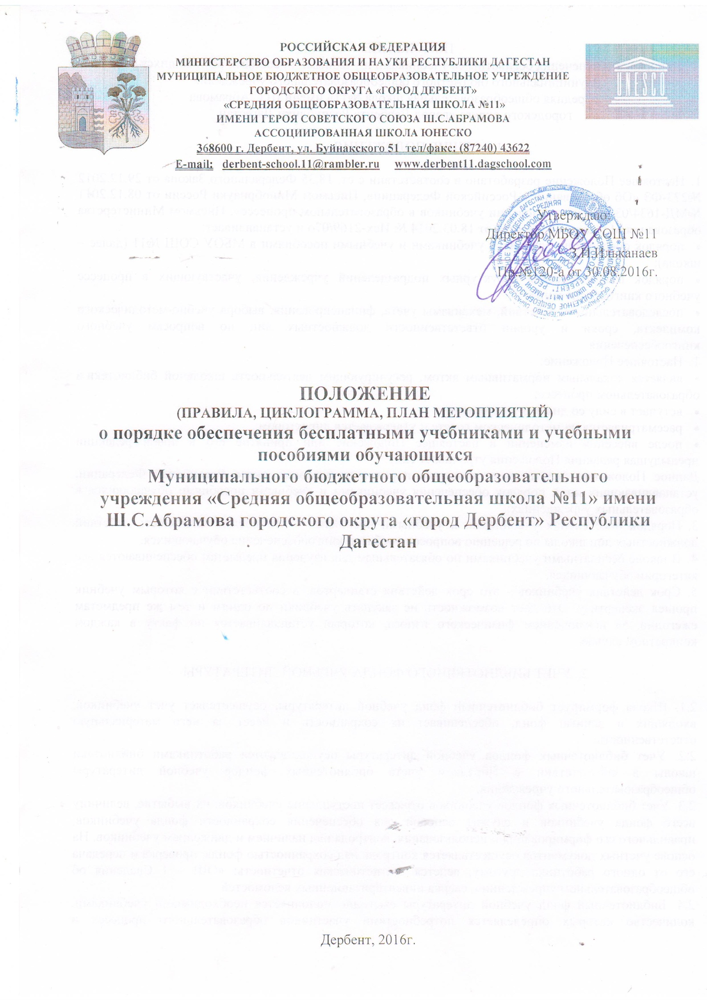 РОССИЙСКАЯ ФЕДЕРАЦИЯ
МИНИСТЕРСТВО ОБРАЗОВАНИЯ И НАУКИ РЕСПУБЛИКИ ДАГЕСТАН
МУНИЦИПАЛЬНОЕ БЮДЖЕТНОЕ ОБЩЕОБРАЗОВАТЕЛЬНОЕ УЧРЕЖДЕНИЕ
ГОРОДСКОГО ОКРУГА «ГОРОД ДЕРБЕНТ»
«СРЕДНЯЯ ОБЩЕОБРАЗОВАТЕЛЬНАЯ ШКОЛА №11»
ИМЕНИ ГЕРОЯ СОВЕТСКОГО СОЮЗА Ш.С.АБРАМОВА
АССОЦИИРОВАННАЯ ШКОЛА ЮНЕСКО
368600 г. Дербент, ул. Буйнакского 51 тел/факс: (87240) 43622
E-mail: derbent-school.11@rambler.ru www.derbent11.dagschool.com
UNESCO
Утверждаю:
Директор МБОУ СОШ №11
З.И.Ильканаев
Пр.№120-а от 30.08.2016г.
ПОЛОЖЕНИЕ
(ПРАВИЛА, ЦИКЛОГРАММА, ПЛАН МЕРОПРИЯТИЙ)
о порядке обеспечения бесплатными учебниками и учебными
пособиями обучающихся
Муниципального бюджетного общеобразовательного
учреждения «Средняя общеобразовательная школа №11» имени
Ш.С.Абрамова городского округа «город Дербент» Республики
Дагестан
Дербент, 2016г.